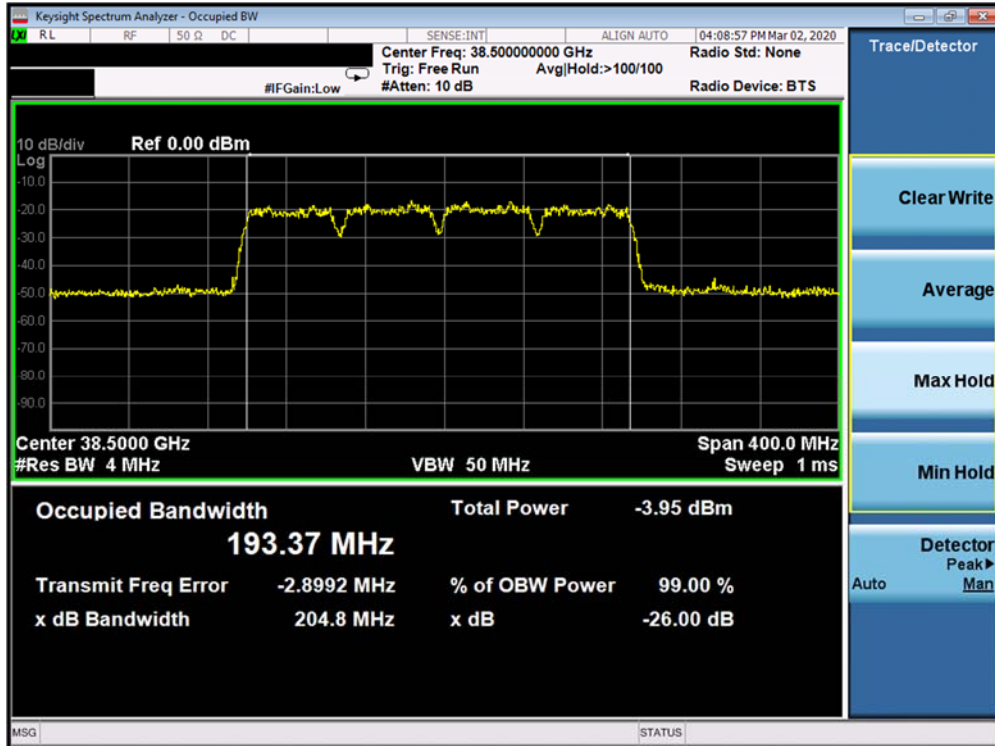 Keysight Spectrum Analyzer - Occupied BW
LXI RL RF 50 Ω DC SENSE:INT ALIGN AUTO 04:08:57 PM Mar 02, 2020
Center Freq: 38.500000000 GHz Radio Std: None
Trig: Free Run Avg|Hold:>100/100
#IFGain:Low #Atten: 10 dB Radio Device: BTS
Trace/Detector
10 dB/div Ref 0.00 dBm
Log
-10.0
-20.0
-30.0
-40.0
-50.0
-60.0
-70.0
-80.0
-90.0
Center 38.5000 GHz Span 400.0 MHz
#Res BW 4 MHz VBW 50 MHz Sweep 1 ms
Occupied Bandwidth Total Power -3.95 dBm
193.37 MHz
Transmit Freq Error -2.8992 MHz % of OBW Power 99.00 %
x dB Bandwidth 204.8 MHz x dB -26.00 dB
Clear Write
Average
Max Hold
Min Hold
Detector
Peak▶
Auto Man
MSG STATUS